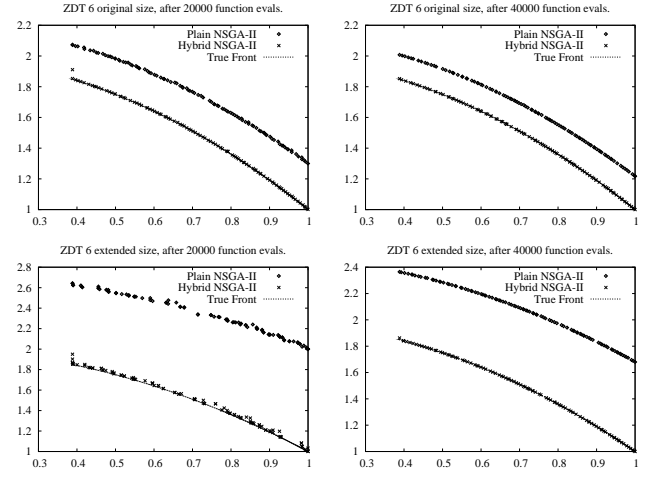 ZDT 6 original size, after 20000 function evals.
2.2
2
1.8
1.6
1.4
1.2
1
0.3 0.4 0.5 0.6 0.7 0.8 0.9 1
Plain NSGA-II
Hybrid NSGA-II
True Front
ZDT 6 original size, after 40000 function evals.
2.2
2
1.8
1.6
1.4
1.2
1
0.3 0.4 0.5 0.6 0.7 0.8 0.9 1
Plain NSGA-II
Hybrid NSGA-II
True Front
ZDT 6 extended size, after 20000 function evals.
2.8
2.6
2.4
2.2
2
1.8
1.6
1.4
1.2
1
0.3 0.4 0.5 0.6 0.7 0.8 0.9 1
Plain NSGA-II
Hybrid NSGA-II
True Front
ZDT 6 extended size, after 40000 function evals.
2.4
2.2
2
1.8
1.6
1.4
1.2
1
0.3 0.4 0.5 0.6 0.7 0.8 0.9 1
Plain NSGA-II
Hybrid NSGA-II
True Front